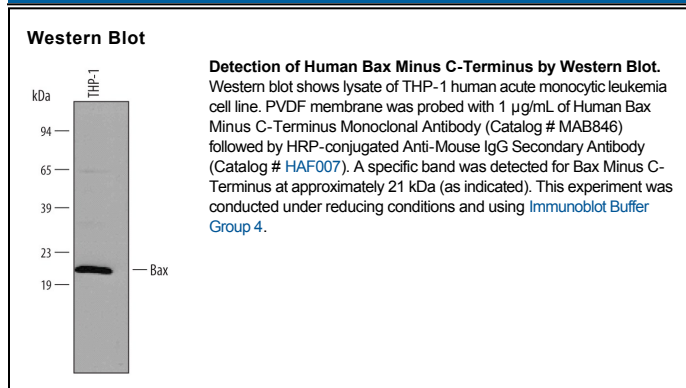 Western Blot
THP-1
kDa
94
65
39
23
19
Bax
Detection of Human Bax Minus C-Terminus by Western Blot.
Western blot shows lysate of THP-1 human acute monocytic leukemia
cell line. PVDF membrane was probed with 1 µg/mL of Human Bax
Minus C-Terminus Monoclonal Antibody (Catalog # MAB846)
followed by HRP-conjugated Anti-Mouse IgG Secondary Antibody
(Catalog # HAF007). A specific band was detected for Bax Minus C-
Terminus at approximately 21 kDa (as indicated). This experiment was
conducted under reducing conditions and using Immunoblot Buffer
Group 4.